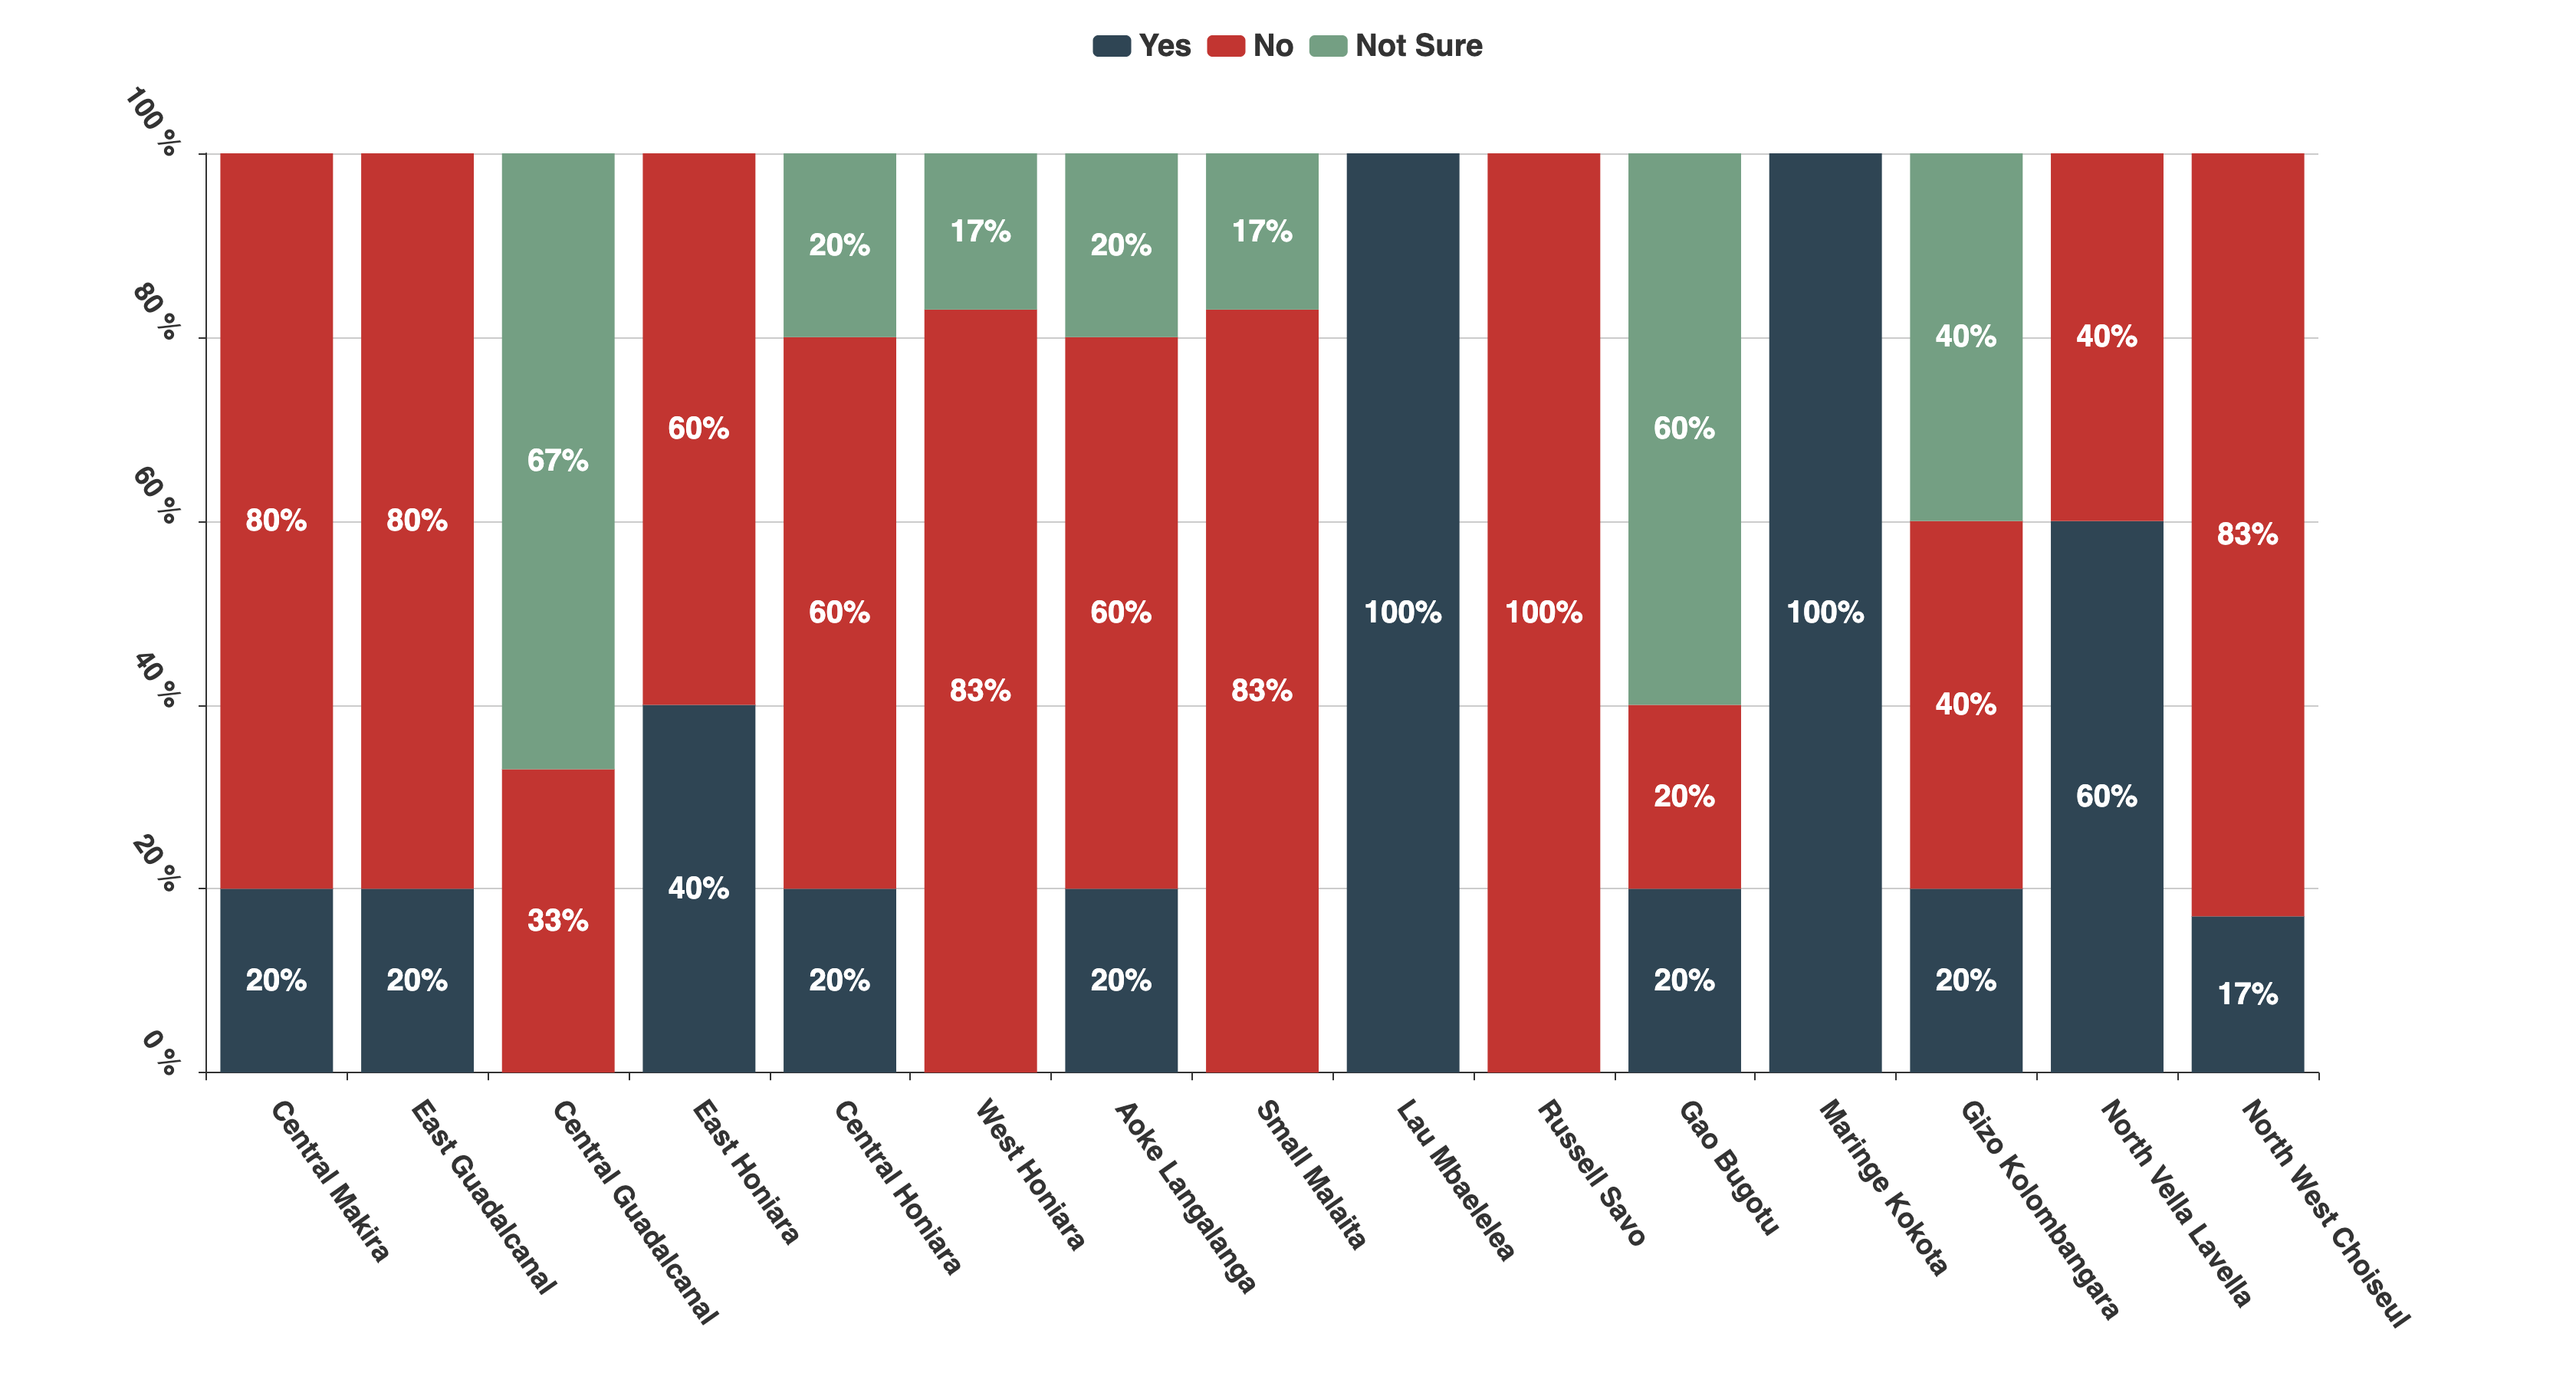 Yes No Not Sure
100 %
80 %
60 %
40 %
20 %
0 %
80%
20%
80%
20%
67%
33%
60%
40%
20%
60%
20%
17%
83%
20%
60%
20%
17%
83%
100%
100%
60%
20%
20%
100%
40%
40%
20%
40%
60%
83%
17%
Central Makira
East Guadalcanal
Central Guadalcanal
East Honiara
Central Honiara
West Honiara
Aoke Langalanga
Small Malaita
Lau Mbaelelea
Russell Savo
Gao Bugotu
Maringe Kokota
Gizo Kolombangara
North Vella Lavella
North West Choiseul